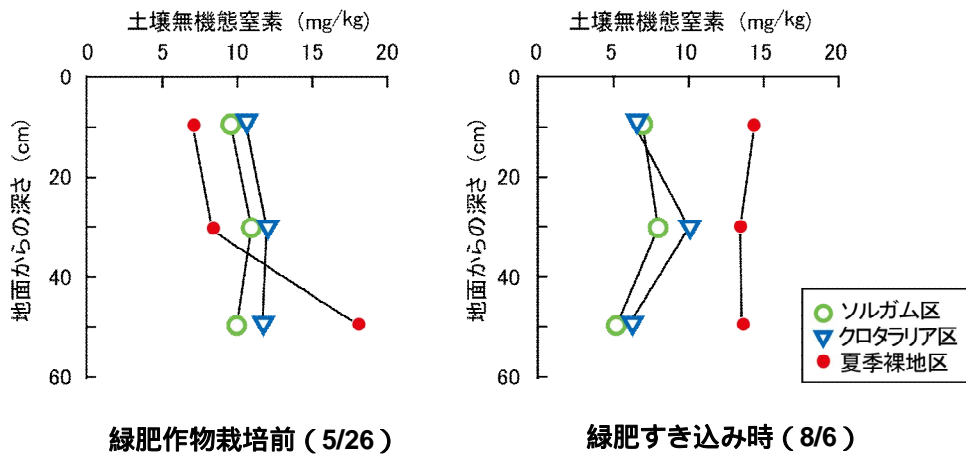 土壌無機態窒素 (mg/kg)
0 5 10 15 20
0
20
40
60
地面からの深さ (cm)
緑肥作物栽培前(5/26)
土壌無機態窒素 (mg/kg)
0 5 10 15 20
0
20
40
60
地面からの深さ (cm)
ソルガム区
クロタラリア区
夏季裸地区
緑肥すき込み時(8/6)